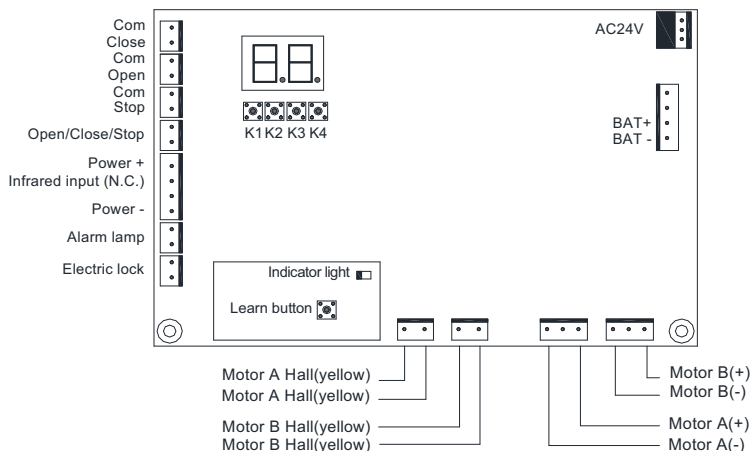 Com
Close
Com
Open
Com
Stop
Open/Close/Stop
Power +
Infrared input (N.C.)
Power -
Alarm lamp
Electric lock
8.8.
K1 K2 K3 K4
AC24V
BAT+
BAT -
Indicator light
Learn button
Motor A Hall(yellow)
Motor A Hall(yellow)
Motor B Hall(yellow)
Motor B Hall(yellow)
Motor B(+)
Motor B(-)
Motor A(+)
Motor A(-)